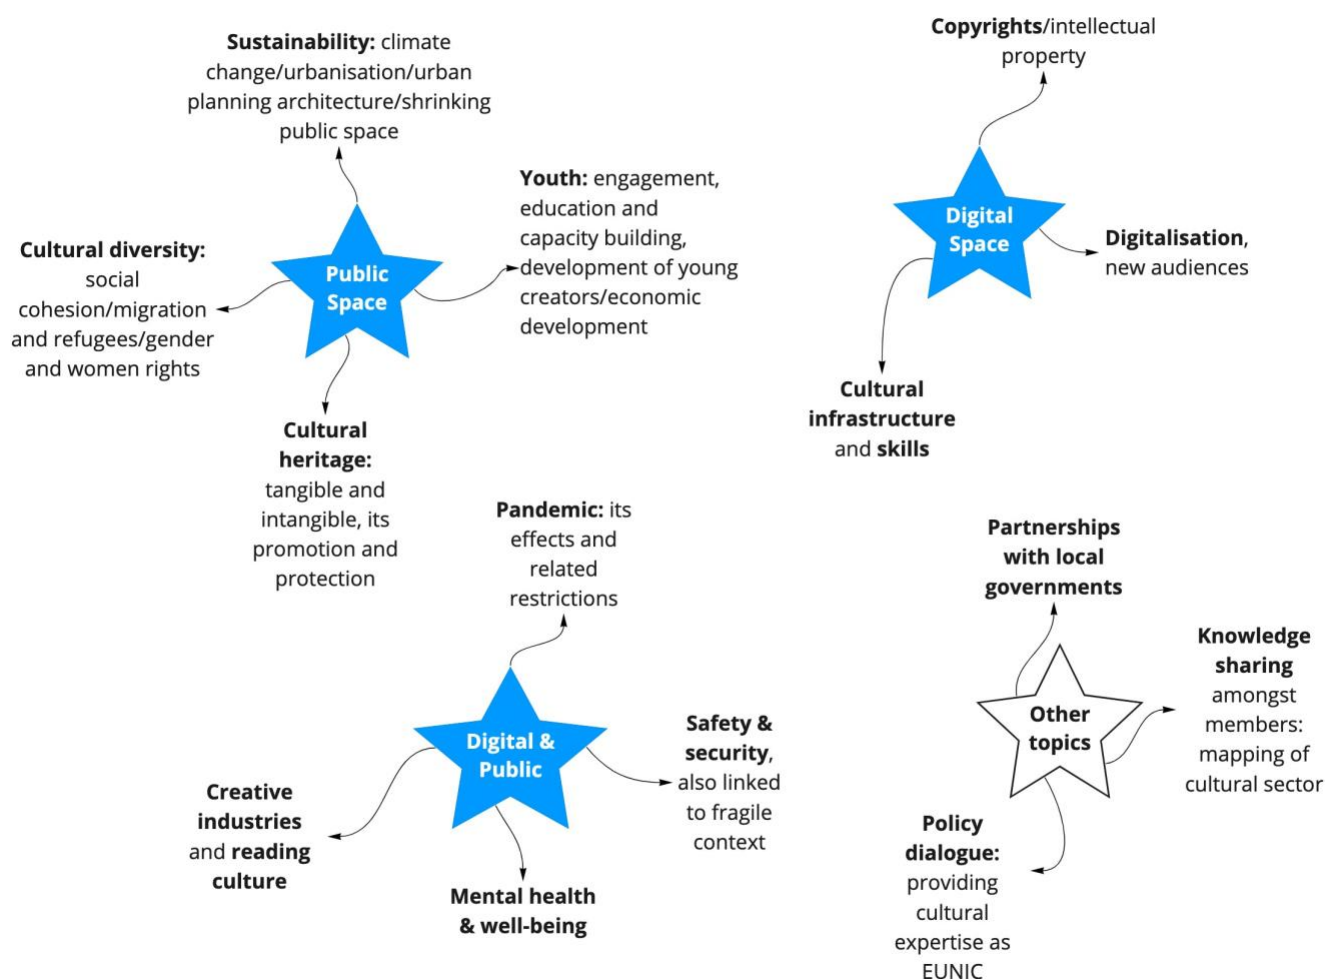 Sustainability: climate
change/urbanisation/urban
planning architecture/shrinking
public space
Public
Space
Youth: engagement,
education and
capacity building,
development of young
creators/economic
development
Cultural diversity:
social
cohesion/migration
and refugees/gender
and women rights
Cultural
heritage:
tangible and
intangible, its
promotion and
protection
Copyrights/intellectual
property
Digital
Space
Digitalisation,
new audiences
Cultural
infrastructure
and skills
Pandemic: its
effects and
related
restrictions
Digital &
Public
Safety &
security,
also linked
to fragile
context
Creative
industries
and reading
culture
Mental health
& well-being
Partnerships
with local
governments
Other
topics
Knowledge
sharing
amongst
members:
mapping of
cultural sector
Policy
dialogue:
providing
cultural
expertise as
EUNIC